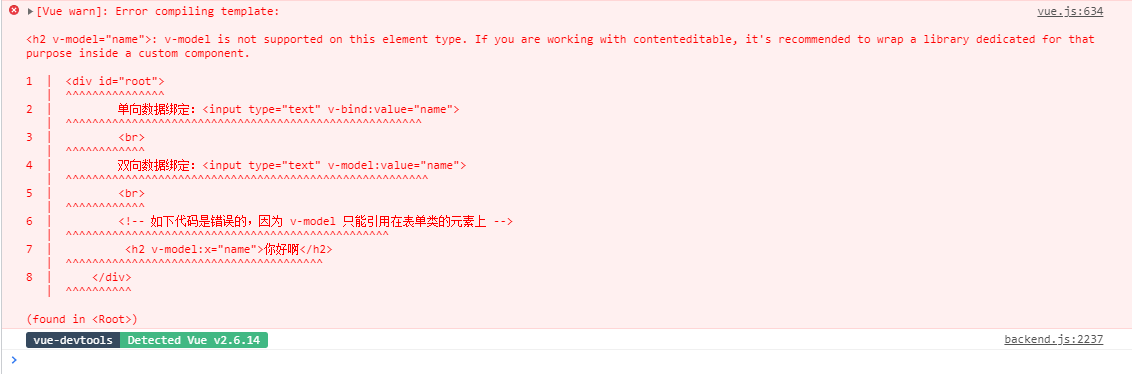 [Vue warn]: Error compiling template: vue.js:634
<h2 v-model="name">: v-model is not supported on this element type. If you are working with contenteditable, it's recommended to wrap a library dedicated for that
purpose inside a custom component.
1 | <div id="root">
| ^^^^^^^^^^^^^^^
2 | 单向数据绑定: <input type="text" v-bind:value="name">
| ^^^^^^^^^^^^^^^^^^^^^^^^^^^^^^^^^^^^^^^^^^^^^^^^^^^^^^
3 | <br>
| ^^^^^^^^^^^^
4 | 双向数据绑定: <input type="text" v-model:value="name">
| ^^^^^^^^^^^^^^^^^^^^^^^^^^^^^^^^^^^^^^^^^^^^^^^^^^^^^^^
5 | <br>
| ^^^^^^^^^^^^
6 | <!-- 如下代码是错误的，因为 v-model 只能引用在表单类的元素上 -->
| ^^^^^^^^^^^^^^^^^^^^^^^^^^^^^^^^^^^^^^^^^^^^^^^^^
7 | <h2 v-model:x="name">你好啊</h2>
| ^^^^^^^^^^^^^^^^^^^^^^^^^^^^^^^^^^^^^^^
8 | </div>
| ^^^^^^^^^^
(found in <Root>)
vue-devtools Detected Vue v2.6.14 backend.js:2237
>